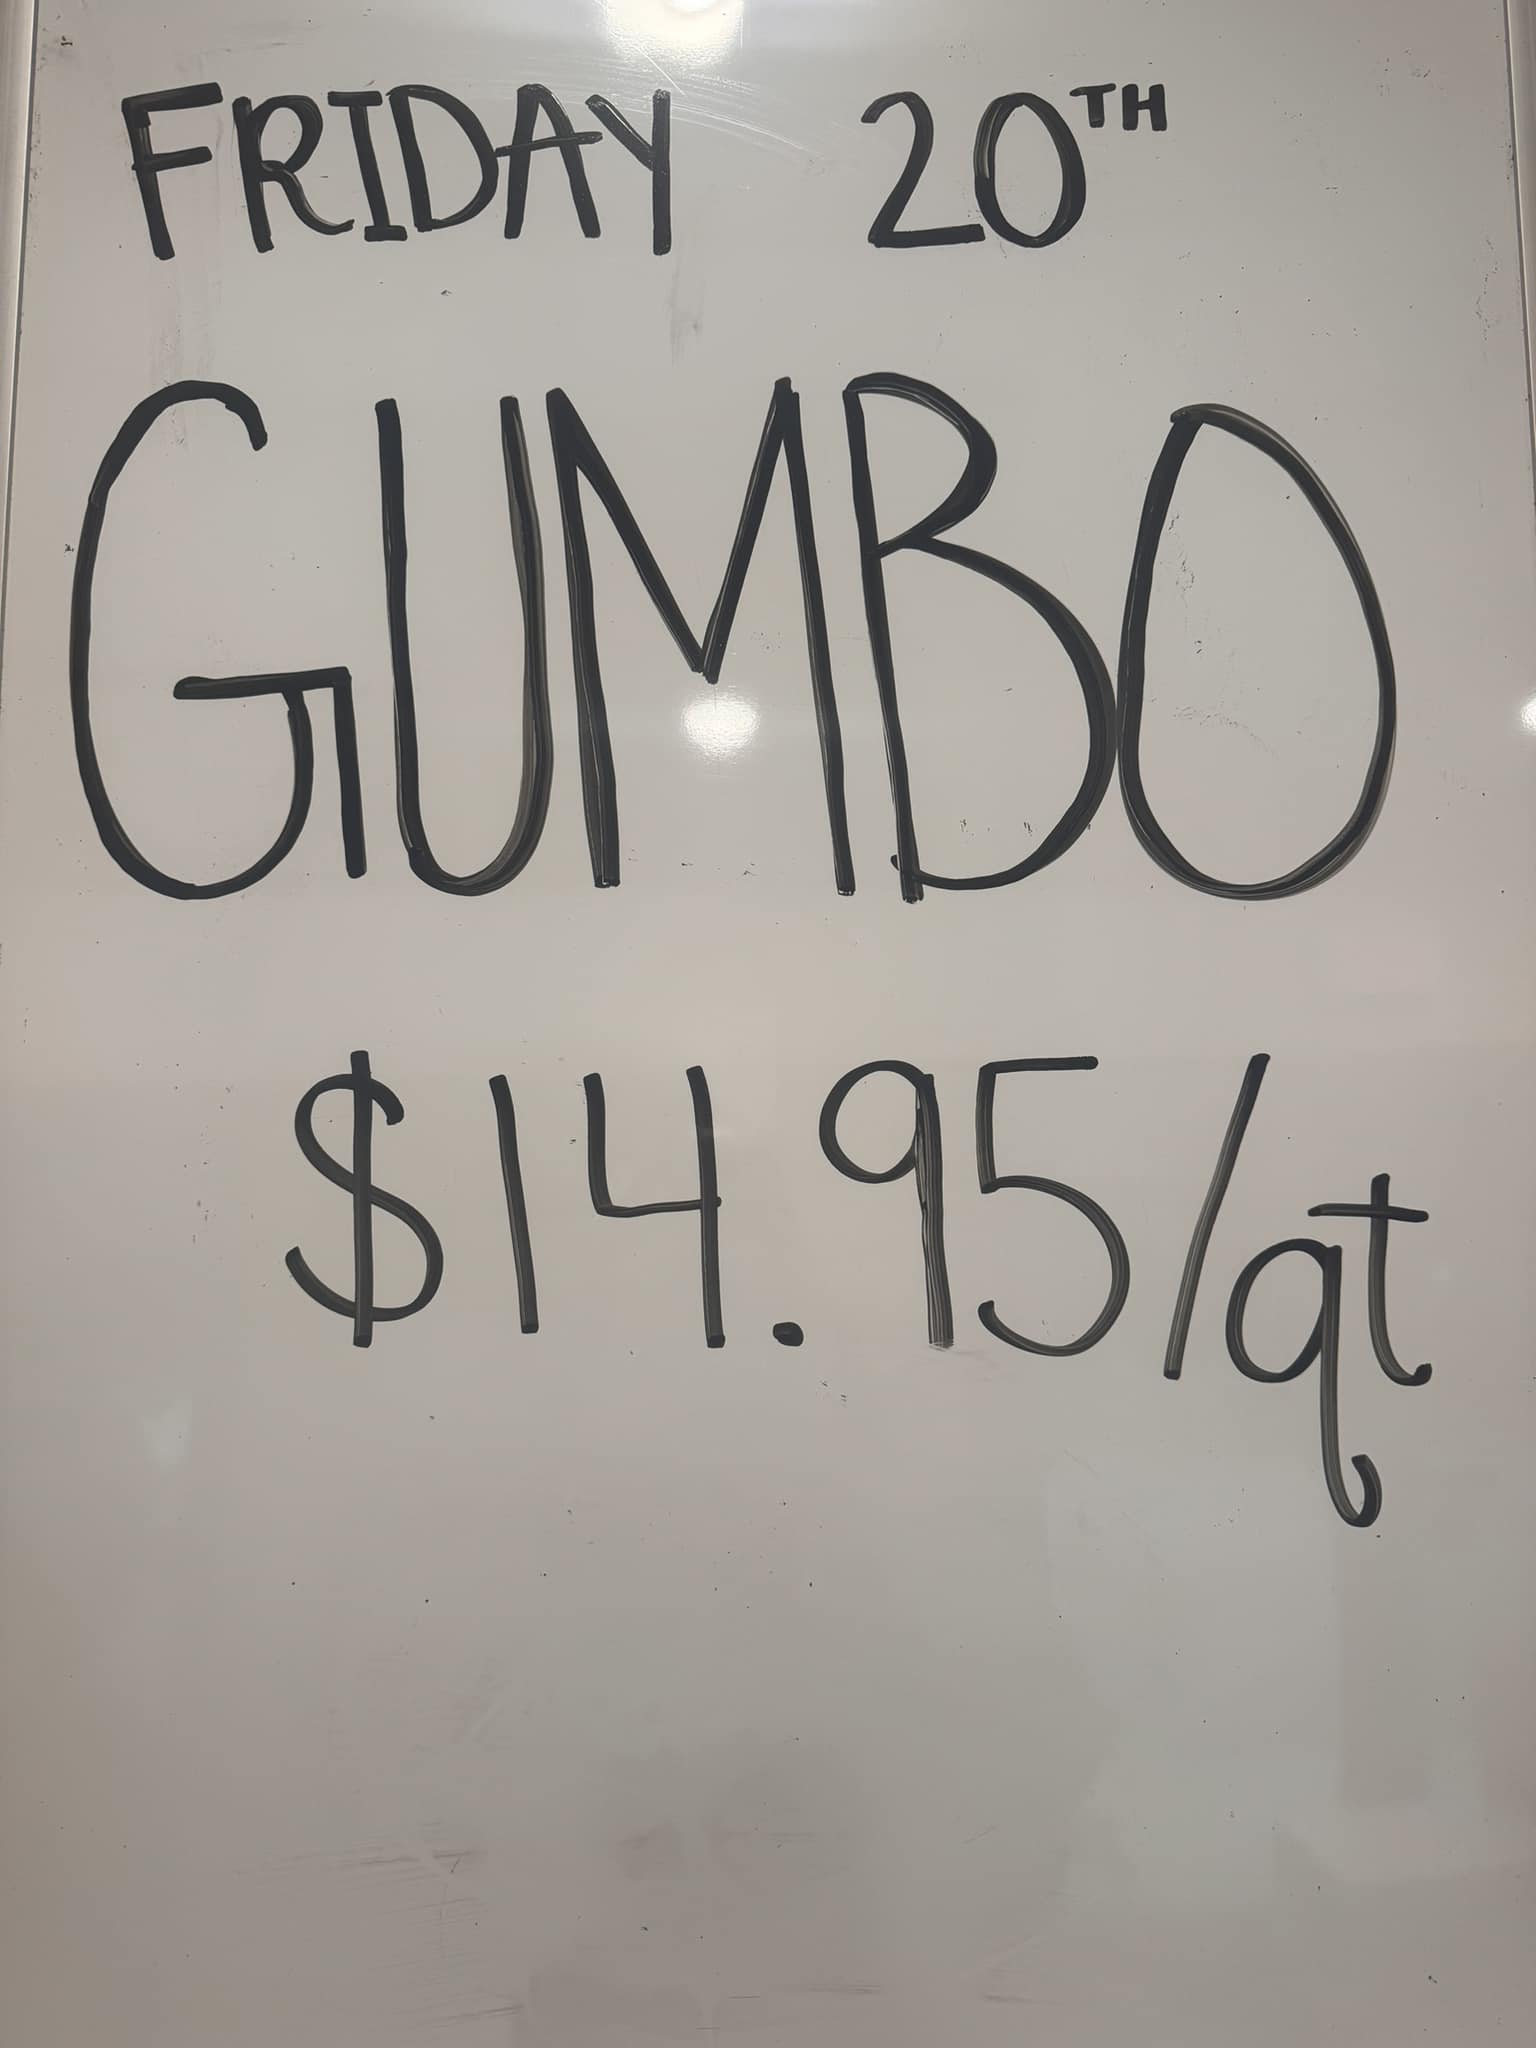 FRIDAY 20TH
GUMBO
$14.95/qt